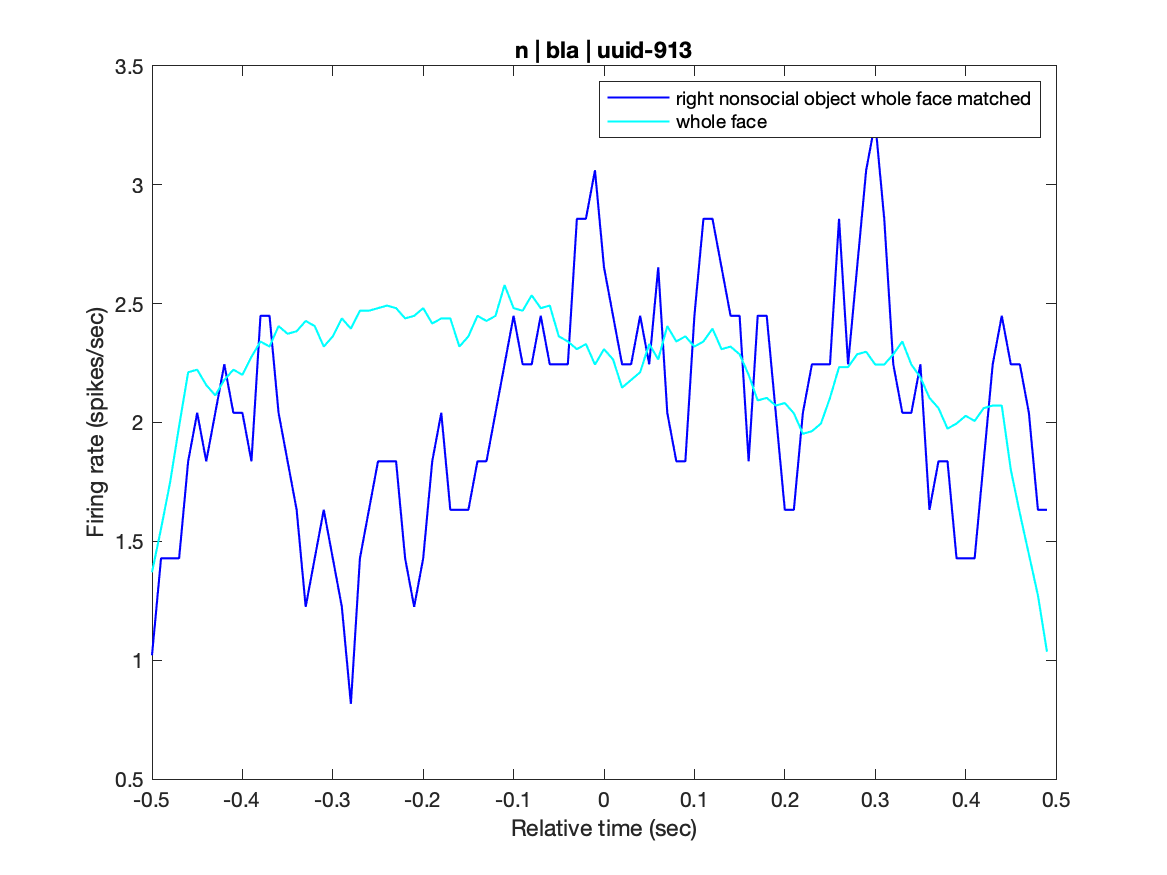 n | bla | uuid-913
3.5
3
2.5
2
1.5
1
0.5
Firing rate (spikes/sec)
right nonsocial object whole face matched
whole face
-0.5 -0.4 -0.3 -0.2 -0.1 0 0.1 0.2 0.3 0.4 0.5
Relative time (sec)